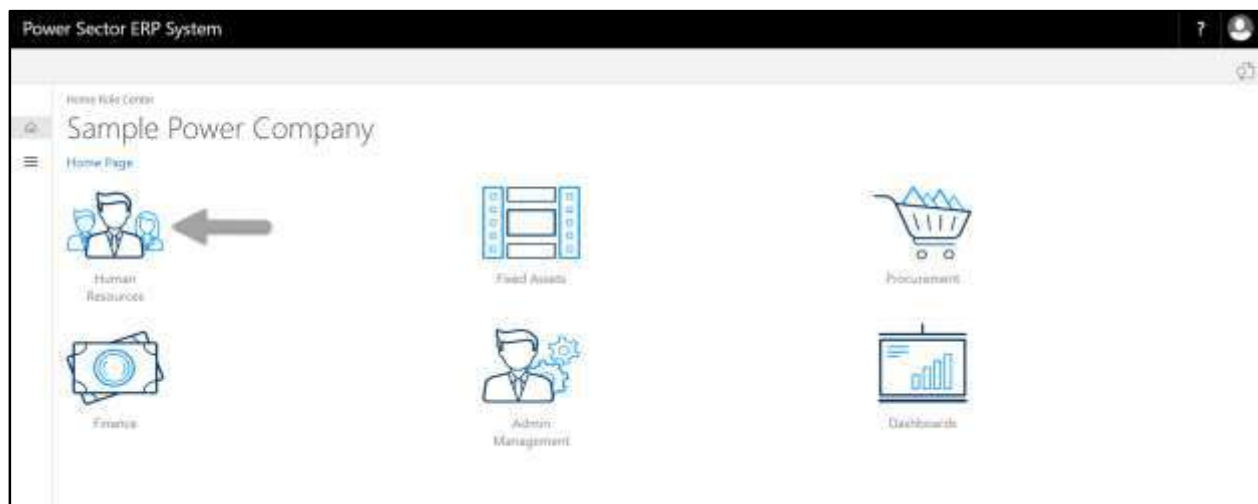 Power Sector ERP System
?
Home Role Center
Sample Power Company
Home Page
Human
Resources
Fixed Assets
Procurement
Finance
Admin
Management
Dashboards